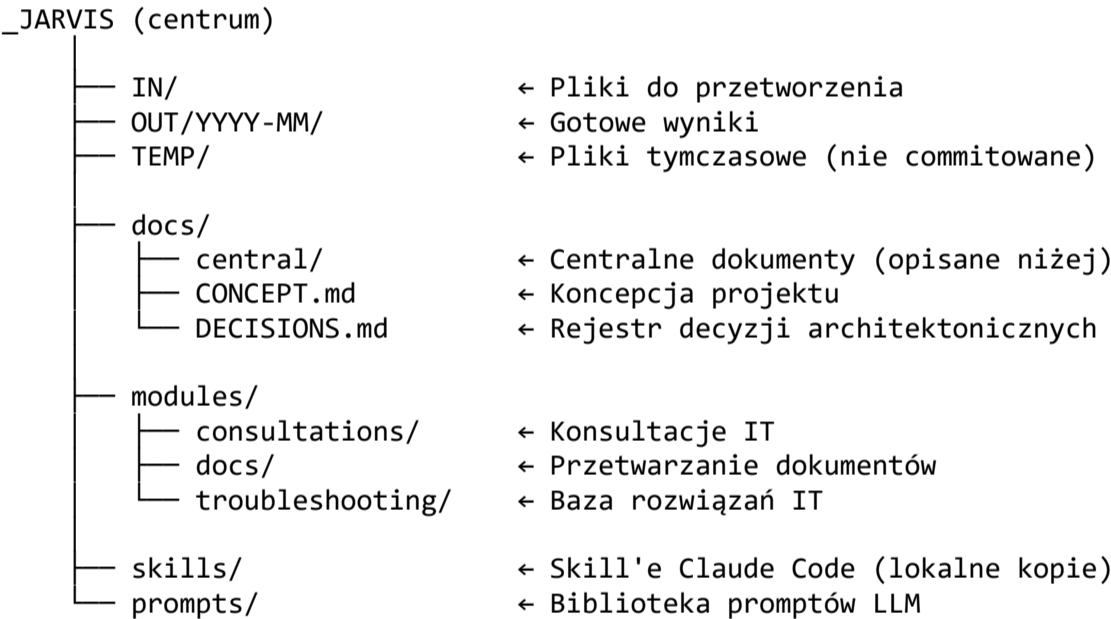 _JARVIS (centrum)
│
├── IN/ ← Pliki do przetworzenia
├── OUT/YYYY-MM/ ← Gotowe wyniki
├── TEMP/ ← Pliki tymczasowe (nie commitowane)
│
├── docs/
│   ├── central/ ← Centralne dokumenty (opisane niżej)
│   ├── CONCEPT.md ← Koncepcja projektu
│   └── DECISIONS.md ← Rejestr decyzji architektonicznych
│
├── modules/
│   ├── consultations/ ← Konsultacje IT
│   ├── docs/ ← Przetwarzanie dokumentów
│   └── troubleshooting/ ← Baza rozwiązań IT
│
├── skills/ ← Skill'e Claude Code (lokalne kopie)
└── prompts/ ← Biblioteka promptów LLM